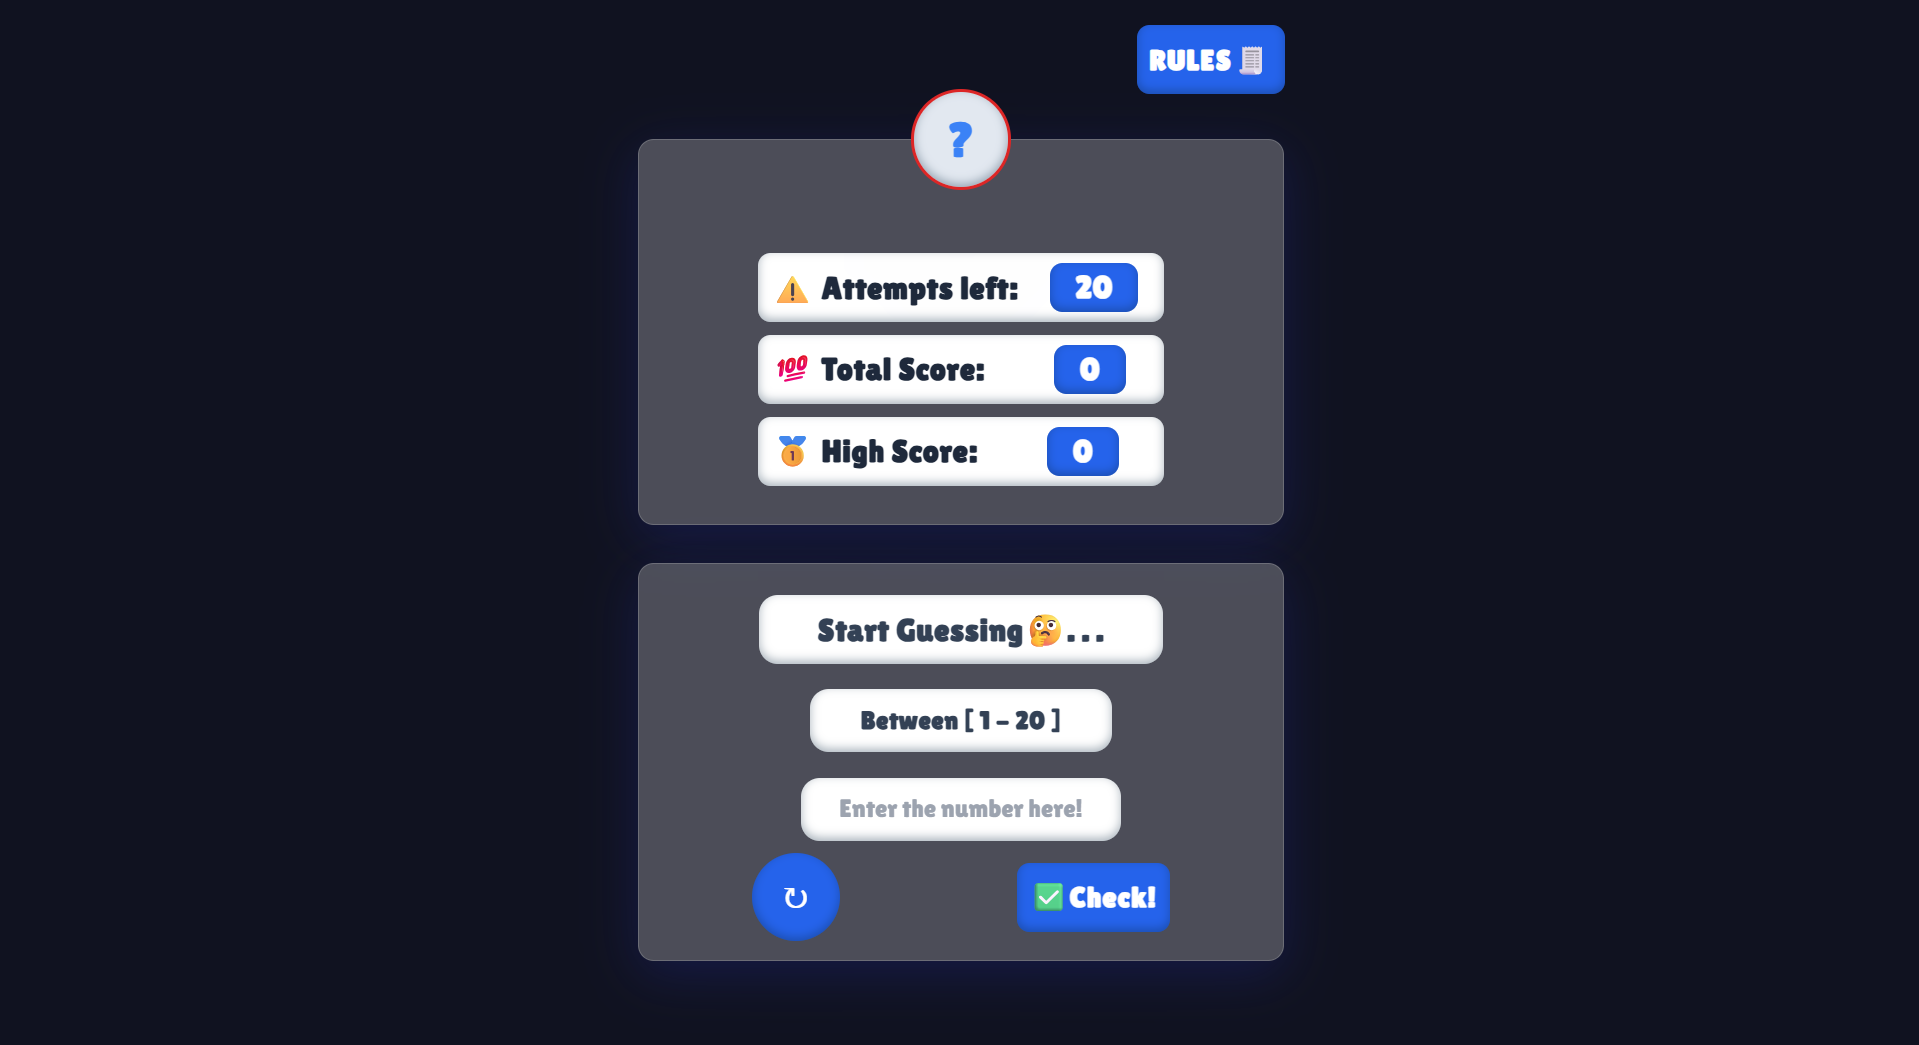 RULES 🧾
?
⚠️ Attempts left: 20
💯 Total Score: 0
🥇 High Score: 0
Start Guessing 🤔...
Between [ 1 – 20 ]
Enter the number here!
↻ ✅ Check!